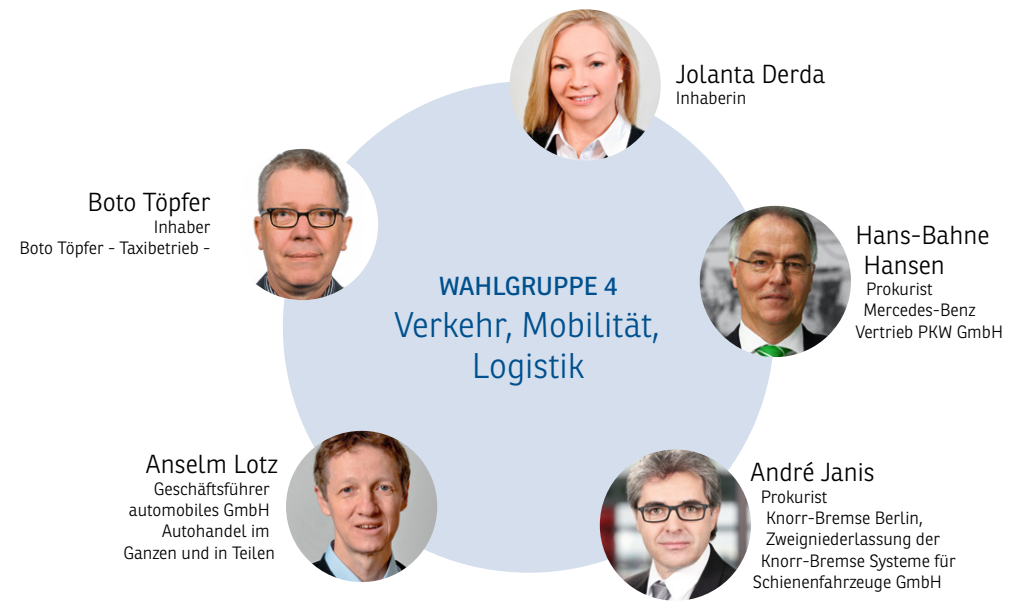 Jolanta Derda
Inhaberin
Boto Töpfer
Inhaber
Boto Töpfer - Taxibetrieb -
Hans-Bahne
Hansen
Prokurist
Mercedes-Benz
Vertrieb PKW GmbH
WAHLGRUPPE 4
Verkehr, Mobilität,
Logistik
Anselm Lotz
Geschäftsführer
automobiles GmbH
Autohandel im
Ganzen und in Teilen
André Janis
Prokurist
Knorr-Bremse Berlin,
Zweigniederlassung der
Knorr-Bremse Systeme für
Schienenfahrzeuge GmbH